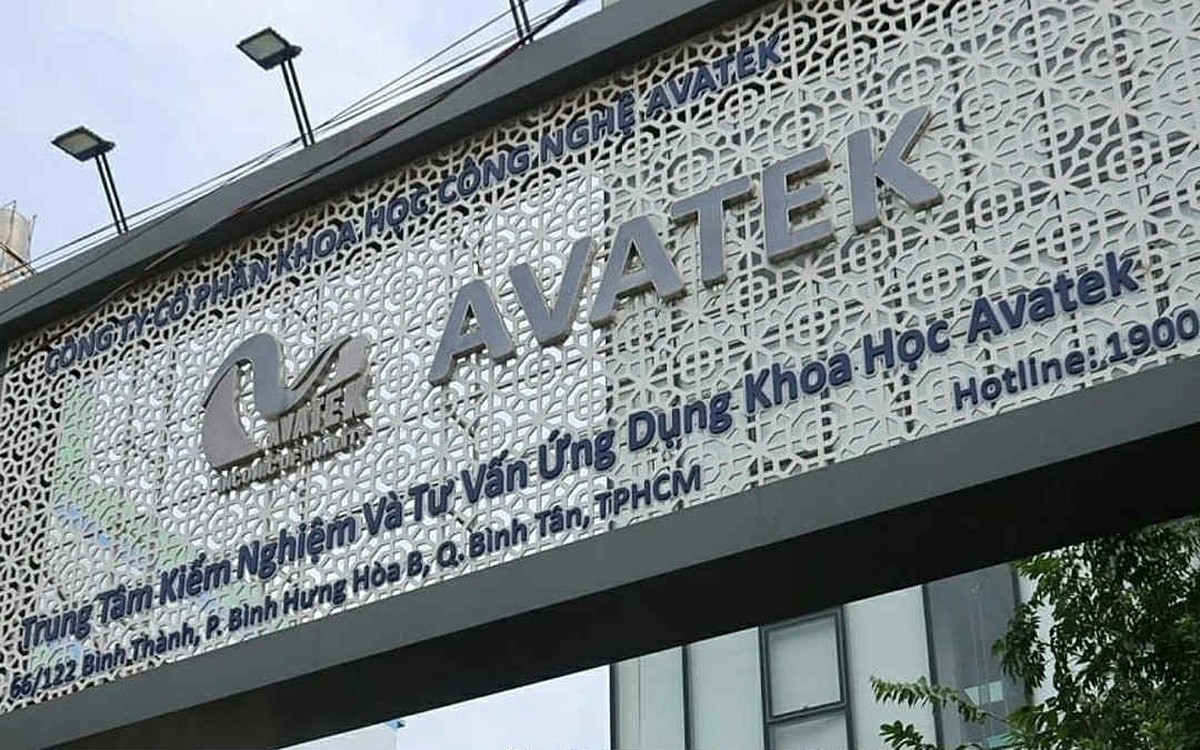 CÔNG TY CỔ PHẦN KHOA HỌC CÔNG NGHỆ AVATEK
AVATEK
AVATEK
Trung Tâm Kiểm Nghiệm Và Tư Vấn Ứng Dụng Khoa Học Avatek
66/122 Bình Thành, P. Bình Hưng Hòa B, Q. Bình Tân, TPHCM
Hotline: 1900